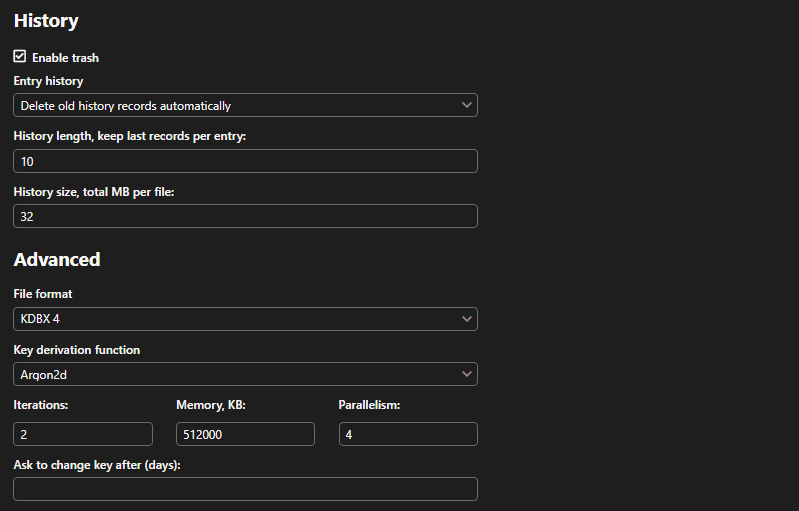 History
Enable trash
Entry history
Delete old history records automatically
History length, keep last records per entry:
10
History size, total MB per file:
32
Advanced
File format
KDBX 4
Key derivation function
Argon2d
Iterations: Memory, KB: Parallelism:
2 512000 4
Ask to change key after (days):